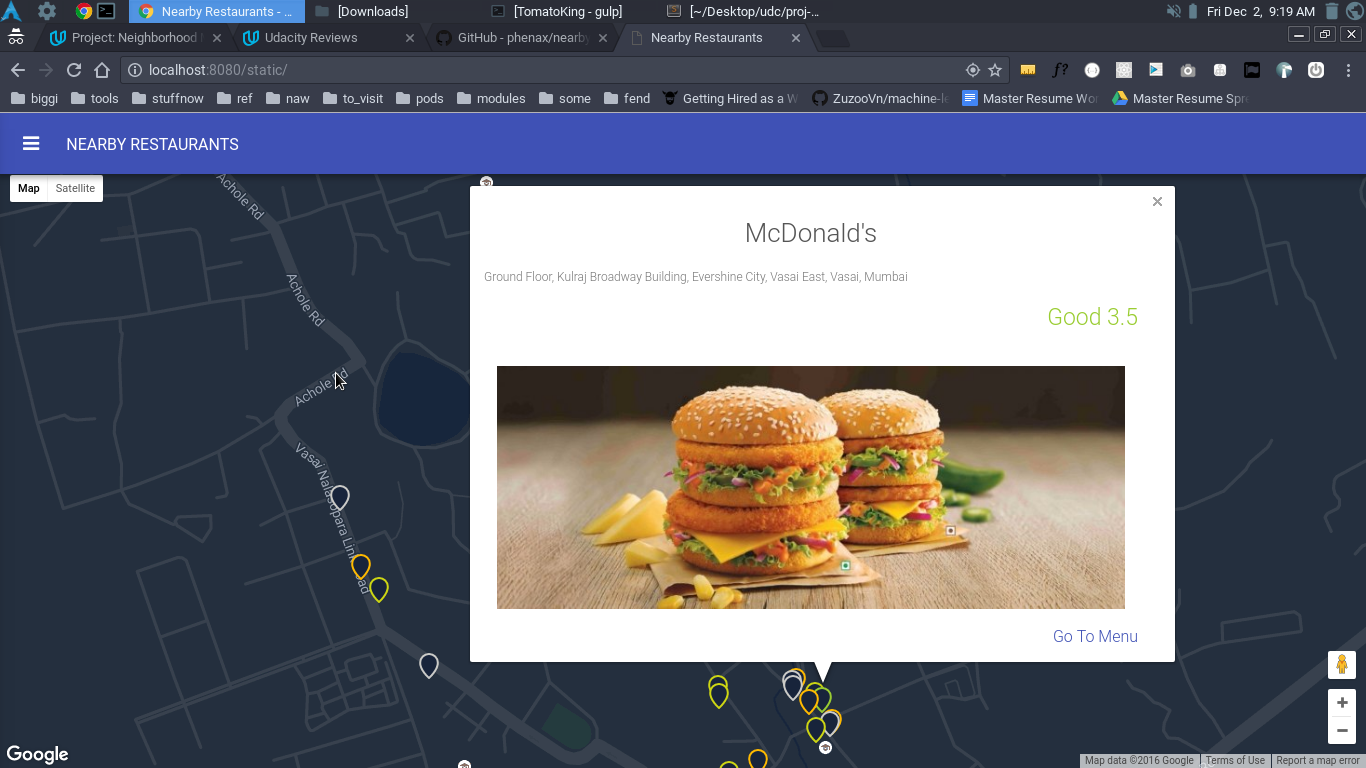 Nearby Restaurants - ...
[Downloads]
[TomatoKing - gulp]
[~/Desktop/udc/proj-...
Fri Dec 2, 9:19 AM
Project: Neighborhood
Udacity Reviews
GitHub - phenax/nearby
Nearby Restaurants
localhost:8080/static/
f?
biggi
tools
stuffnow
ref
naw
to_visit
pods
modules
some
fend
Getting Hired as a W
ZuzooVn/machine-le
Master Resume Wor
Master Resume Spre
NEARBY RESTAURANTS
Map
Satellite
Achole Rd
Achole Rd
Achole Rd
Vasai Nalasopara Link Road
McDonald's
Ground Floor, Kulraj Broadway Building, Evershine City, Vasai East, Vasai, Mumbai
Good 3.5
Go To Menu
Google
Map data ©2016 Google
Terms of Use
Report a map error